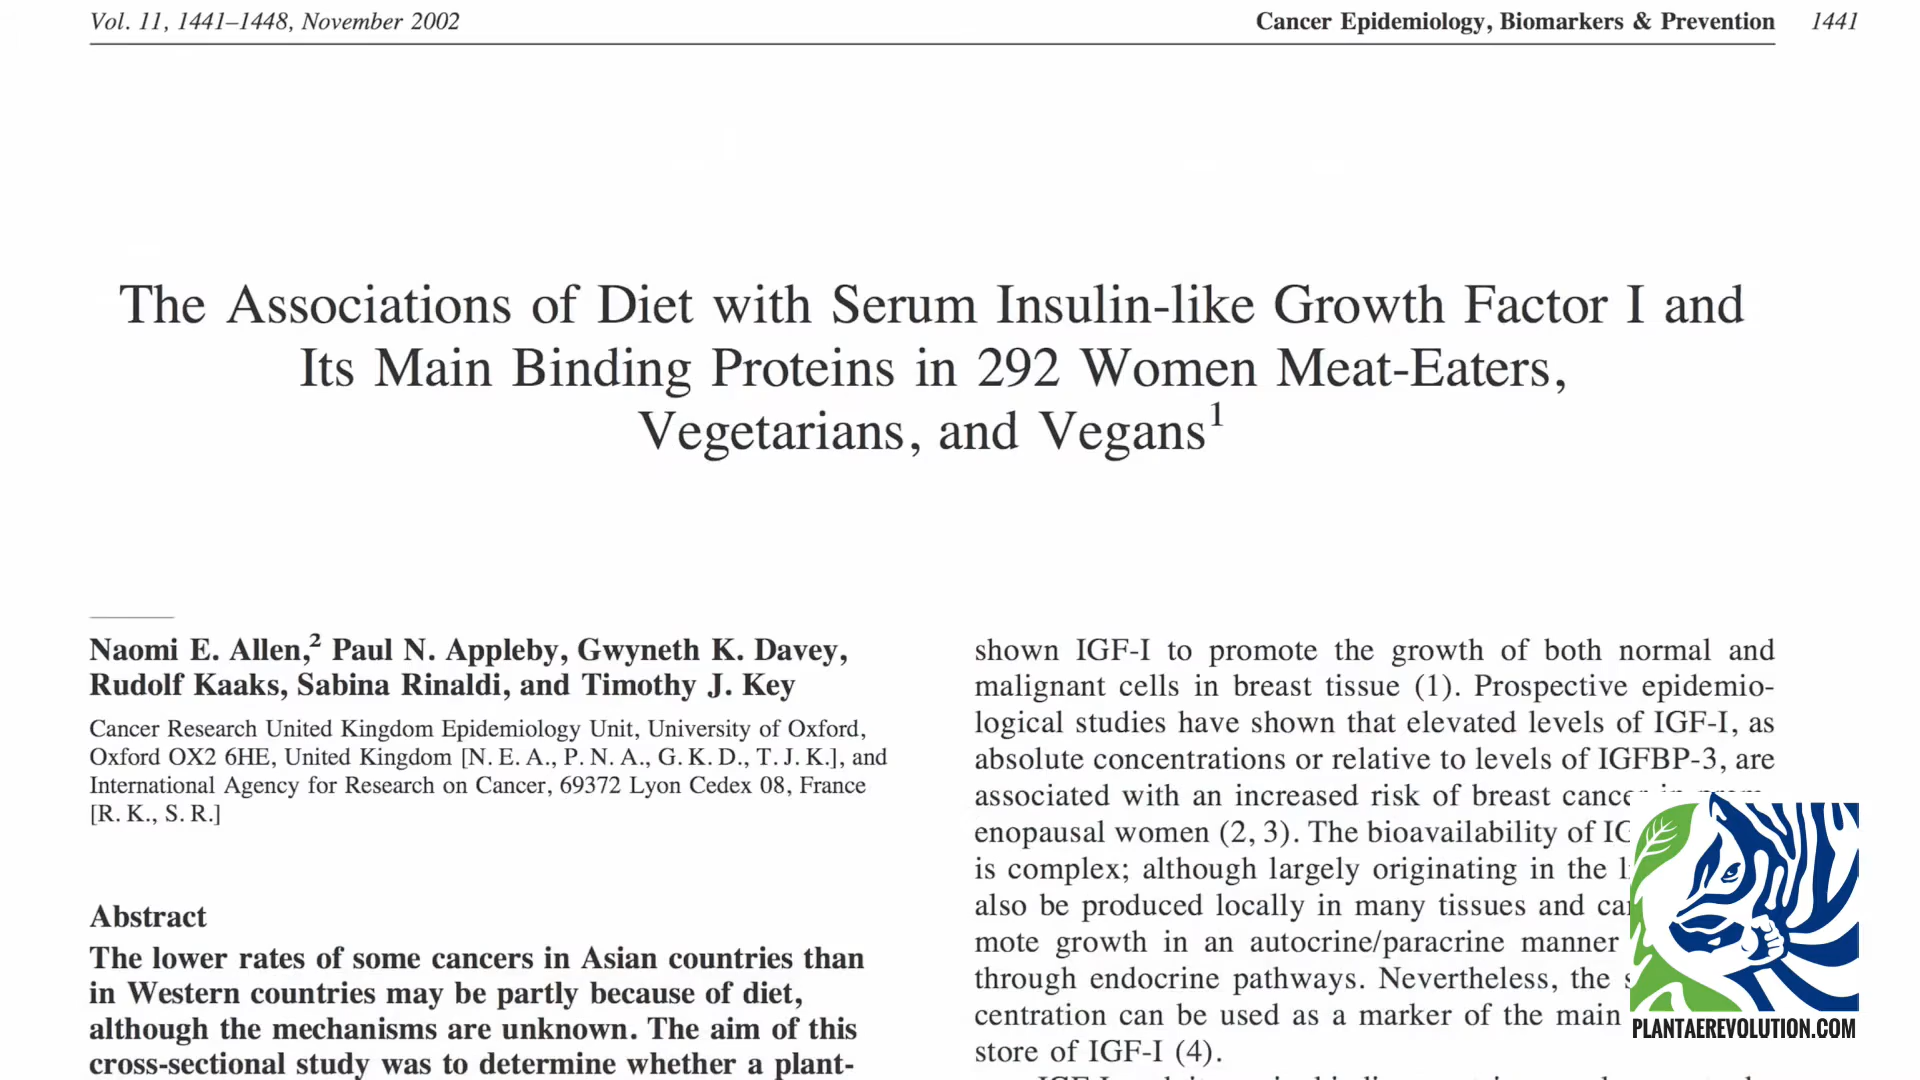 Vol. 11, 1441–1448, November 2002
Cancer Epidemiology, Biomarkers & Prevention 1441
The Associations of Diet with Serum Insulin-like Growth Factor I and
Its Main Binding Proteins in 292 Women Meat-Eaters,
Vegetarians, and Vegans1
Naomi E. Allen,2 Paul N. Appleby, Gwyneth K. Davey,
Rudolf Kaaks, Sabina Rinaldi, and Timothy J. Key
Cancer Research United Kingdom Epidemiology Unit, University of Oxford,
Oxford OX2 6HE, United Kingdom [N. E. A., P. N. A., G. K. D., T. J. K.], and
International Agency for Research on Cancer, 69372 Lyon Cedex 08, France
[R. K., S. R.]
Abstract
The lower rates of some cancers in Asian countries than
in Western countries may be partly because of diet,
although the mechanisms are unknown. The aim of this
cross-sectional study was to determine whether a plant-
shown IGF-I to promote the growth of both normal and
malignant cells in breast tissue (1). Prospective epidemio-
logical studies have shown that elevated levels of IGF-I, as
absolute concentrations or relative to levels of IGFBP-3, are
associated with an increased risk of breast cancer in
enopausal women (2, 3). The bioavailability of
is complex; although largely originating in the
also be produced locally in many tissues and
mote growth in an autocrine/paracrine manner
through endocrine pathways. Nevertheless, the
centration can be used as a marker of the main
store of IGF-I (4).
PLANTAEREVOLUTION.COM